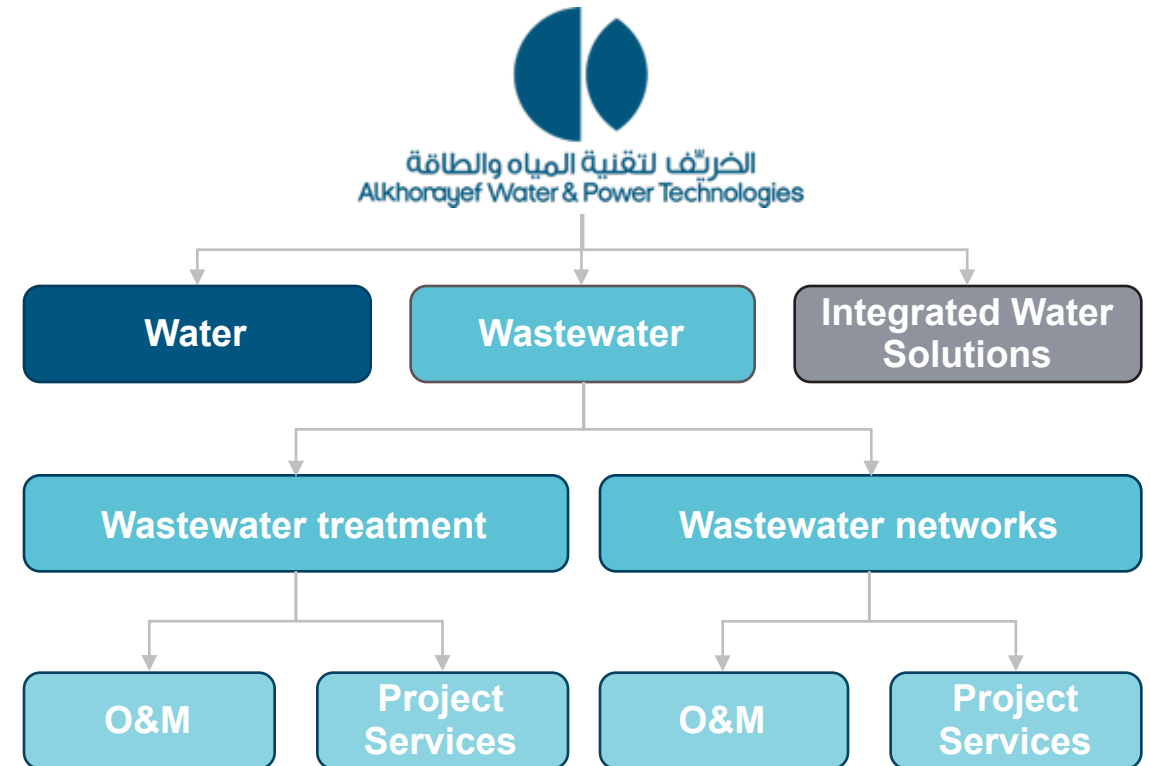 الخريّف لتقنية المياه والطاقة
Alkhorayef Water & Power Technologies
Water
Wastewater
Integrated Water
Solutions
Wastewater treatment
Wastewater networks
O&M
Project
Services
O&M
Project
Services